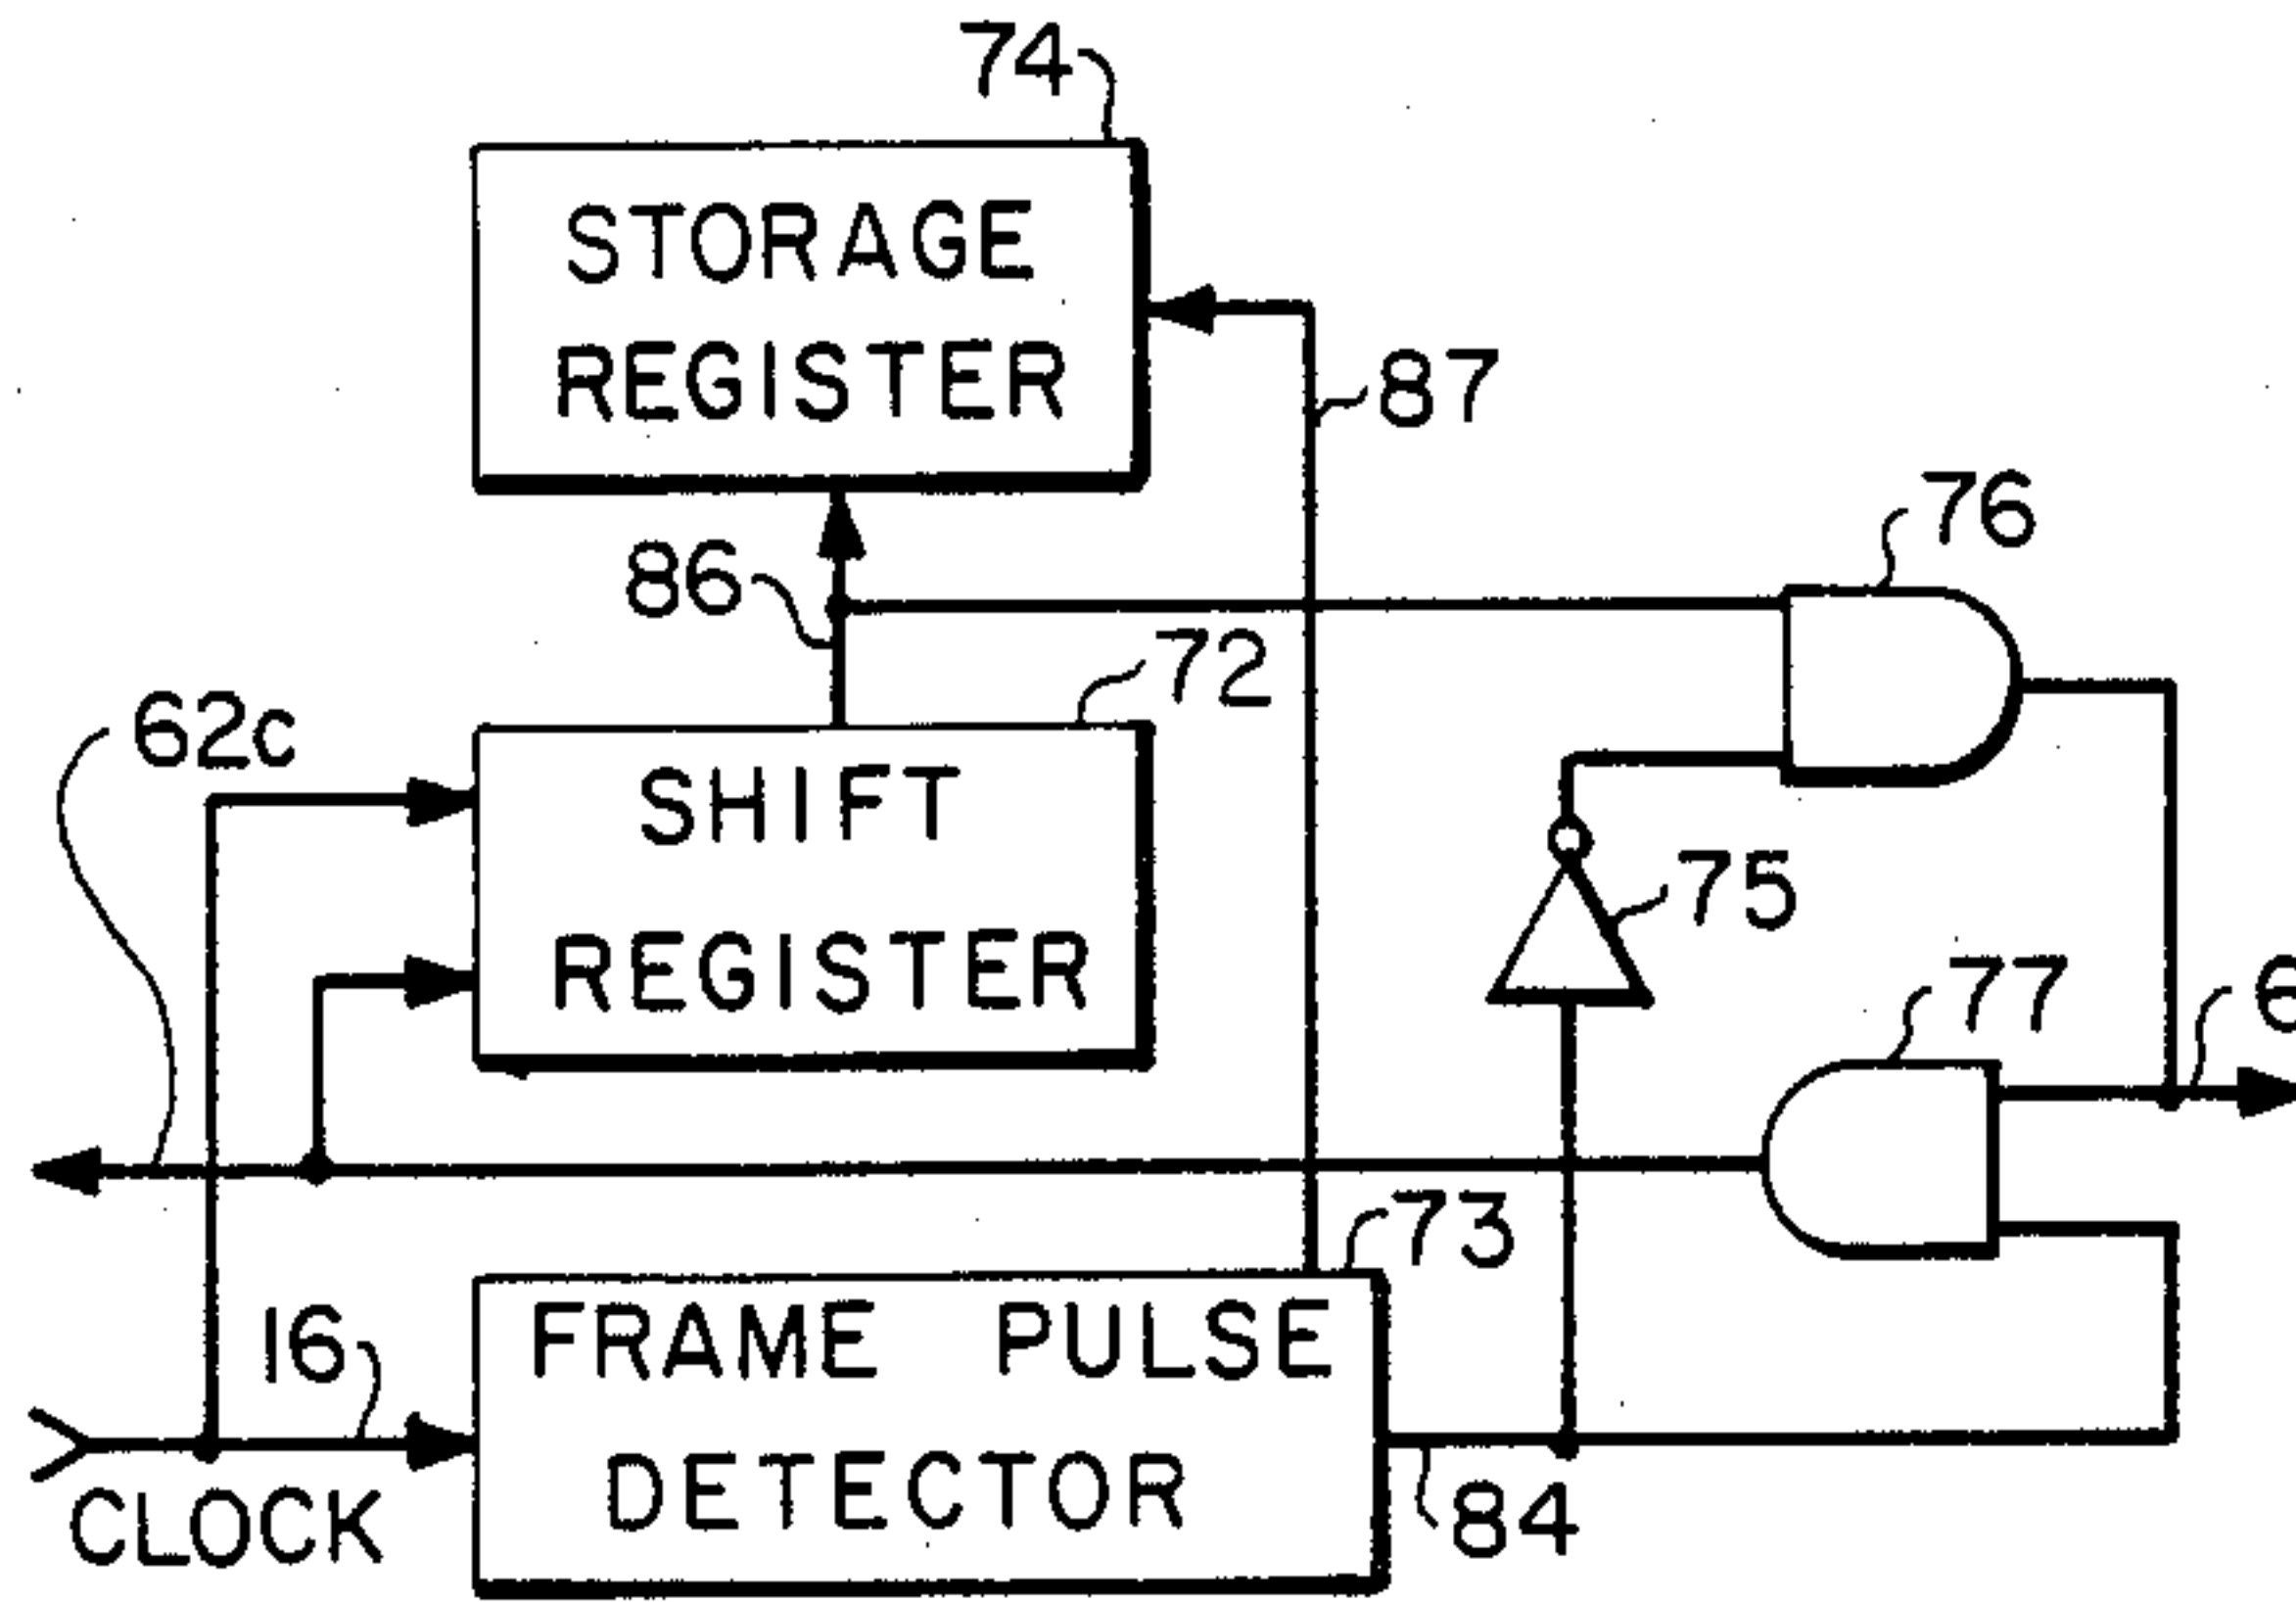 74
STORAGE
REGISTER
87
76
86
72
62c
SHIFT
REGISTER
75
77
6
73
FRAME PULSE
DETECTOR
16
CLOCK
84